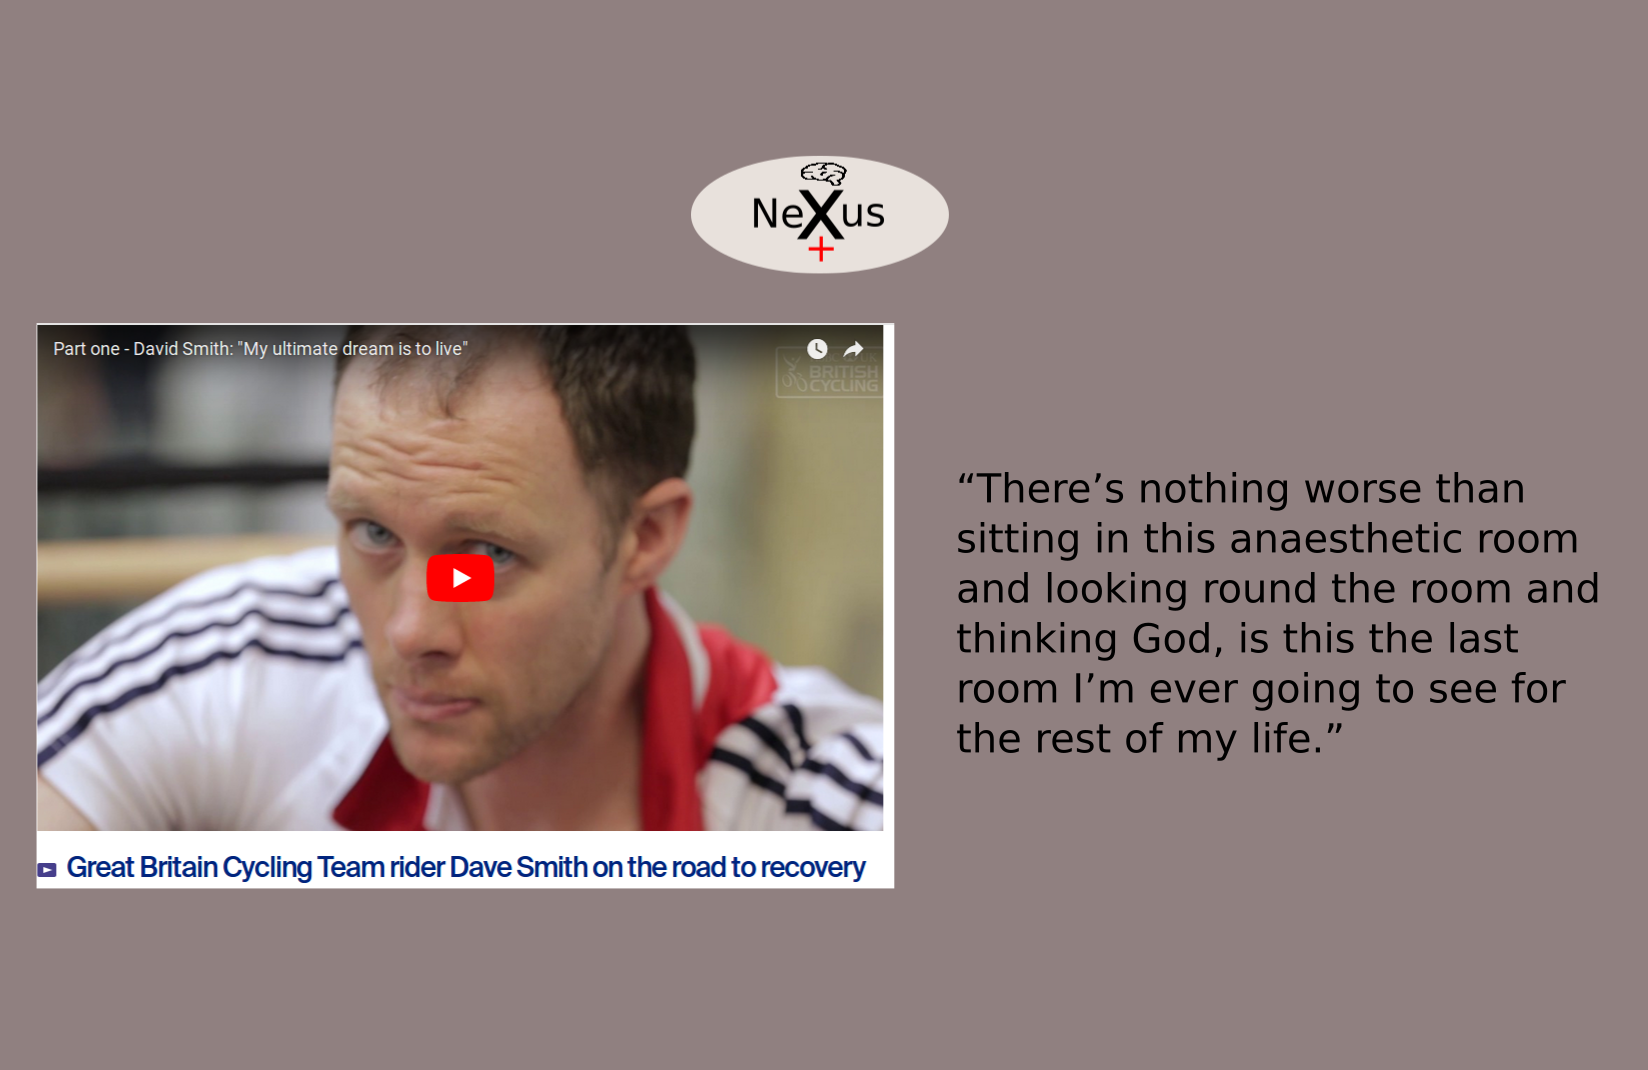 NeXus
+
Part one - David Smith: "My ultimate dream is to live"
BRITISH
CYCLING
“There’s nothing worse than
sitting in this anaesthetic room
and looking round the room and
thinking God, is this the last
room I’m ever going to see for
the rest of my life.”
Great Britain Cycling Team rider Dave Smith on the road to recovery